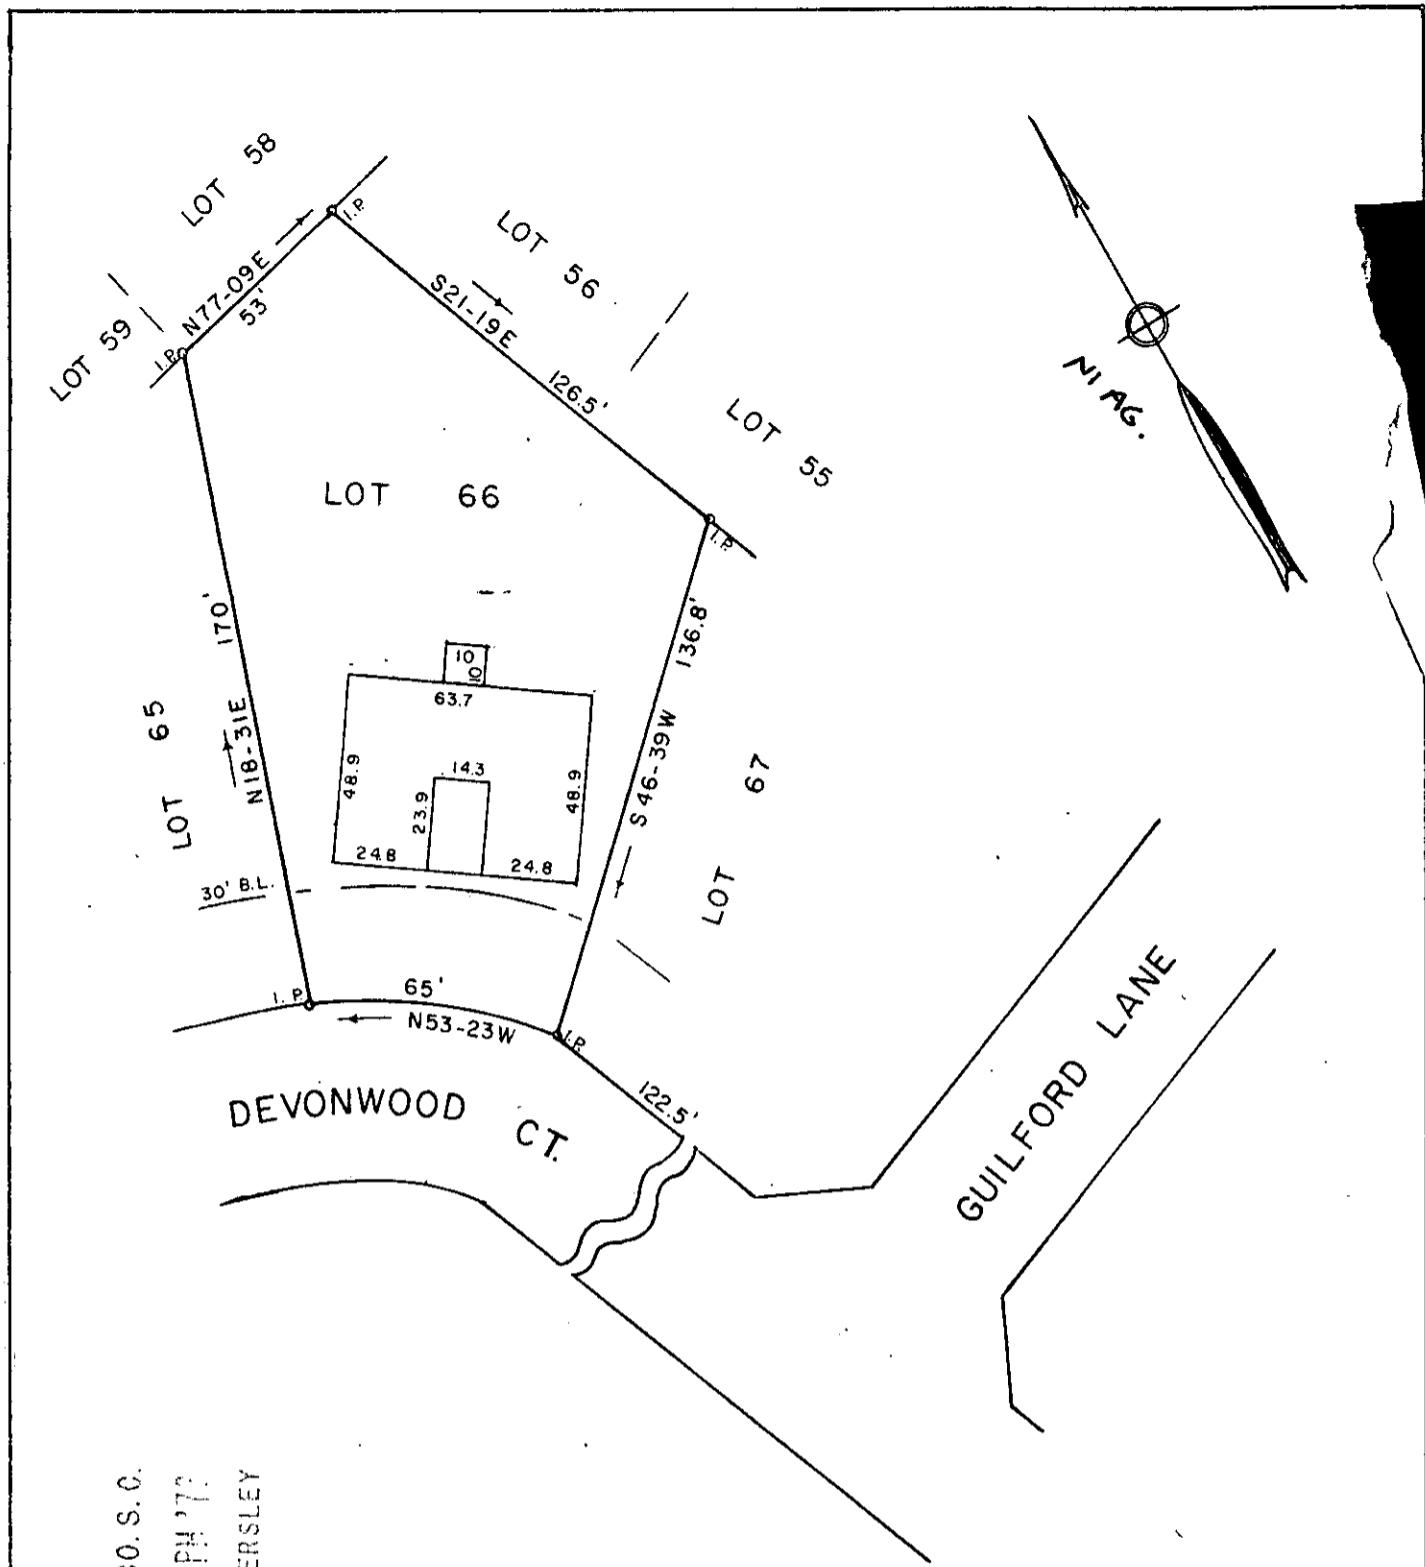 LOT 58
I.P.
LOT 56
N77-09E
53'
S21-19E
LOT 59
I.P.
126.5'
LOT 55
LOT 66
I.P.
170'
136.8'
10
10
63.7
LOT 65
N18-31E
48.9
14.3
23.9
48.9
S46-39W
LOT 67
24.8
24.8
30' B.L.
I.P.
65'
N53-23W
I.P.
122.5'
DEVONWOOD CT.
GUILFORD LANE
O.S.C.
PM '77
ERSLEY